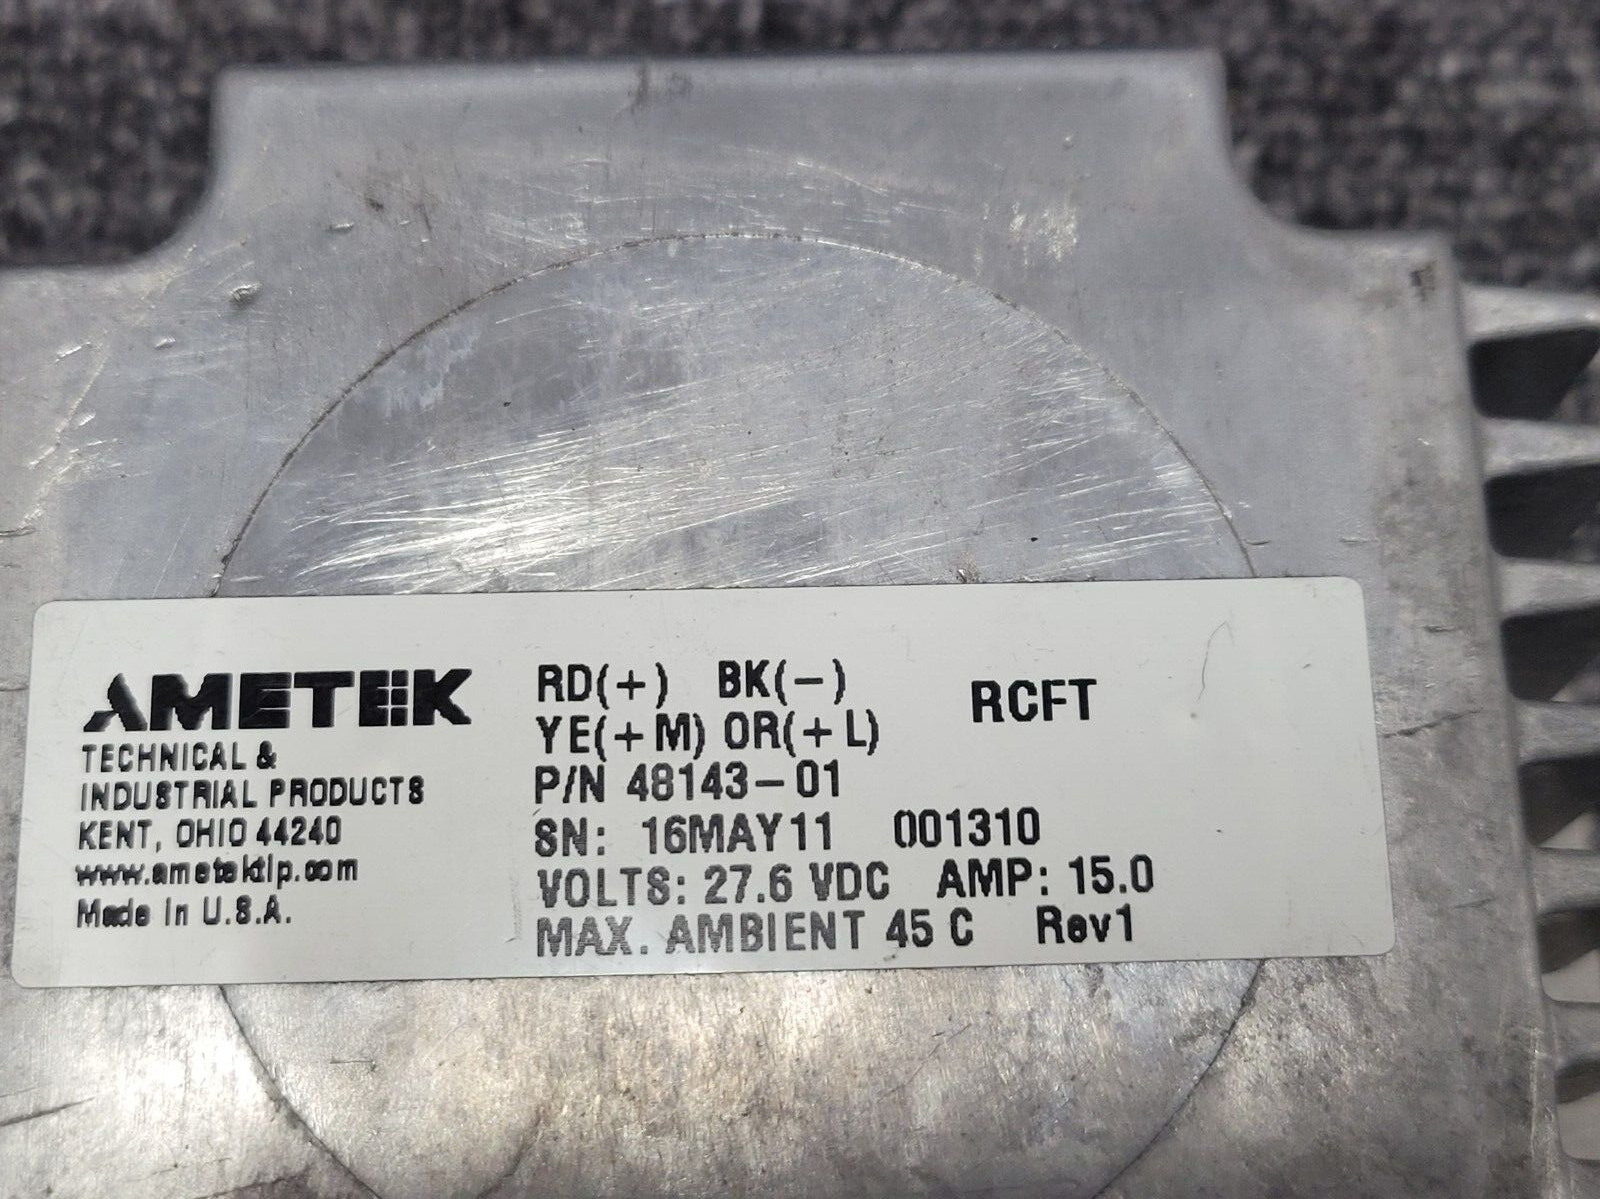 AMETEK
TECHNICAL &
INDUSTRIAL PRODUCTS
KENT, OHIO 44240
www.ametektip.com
Made in U.S.A.
RD(+) BK(-)
YE(+M) OR(+L)
RCFT
P/N 48143-01
SN: 16MAY11 001310
VOLTS: 27.6 VDC AMP: 15.0
MAX. AMBIENT 45 C Rev1